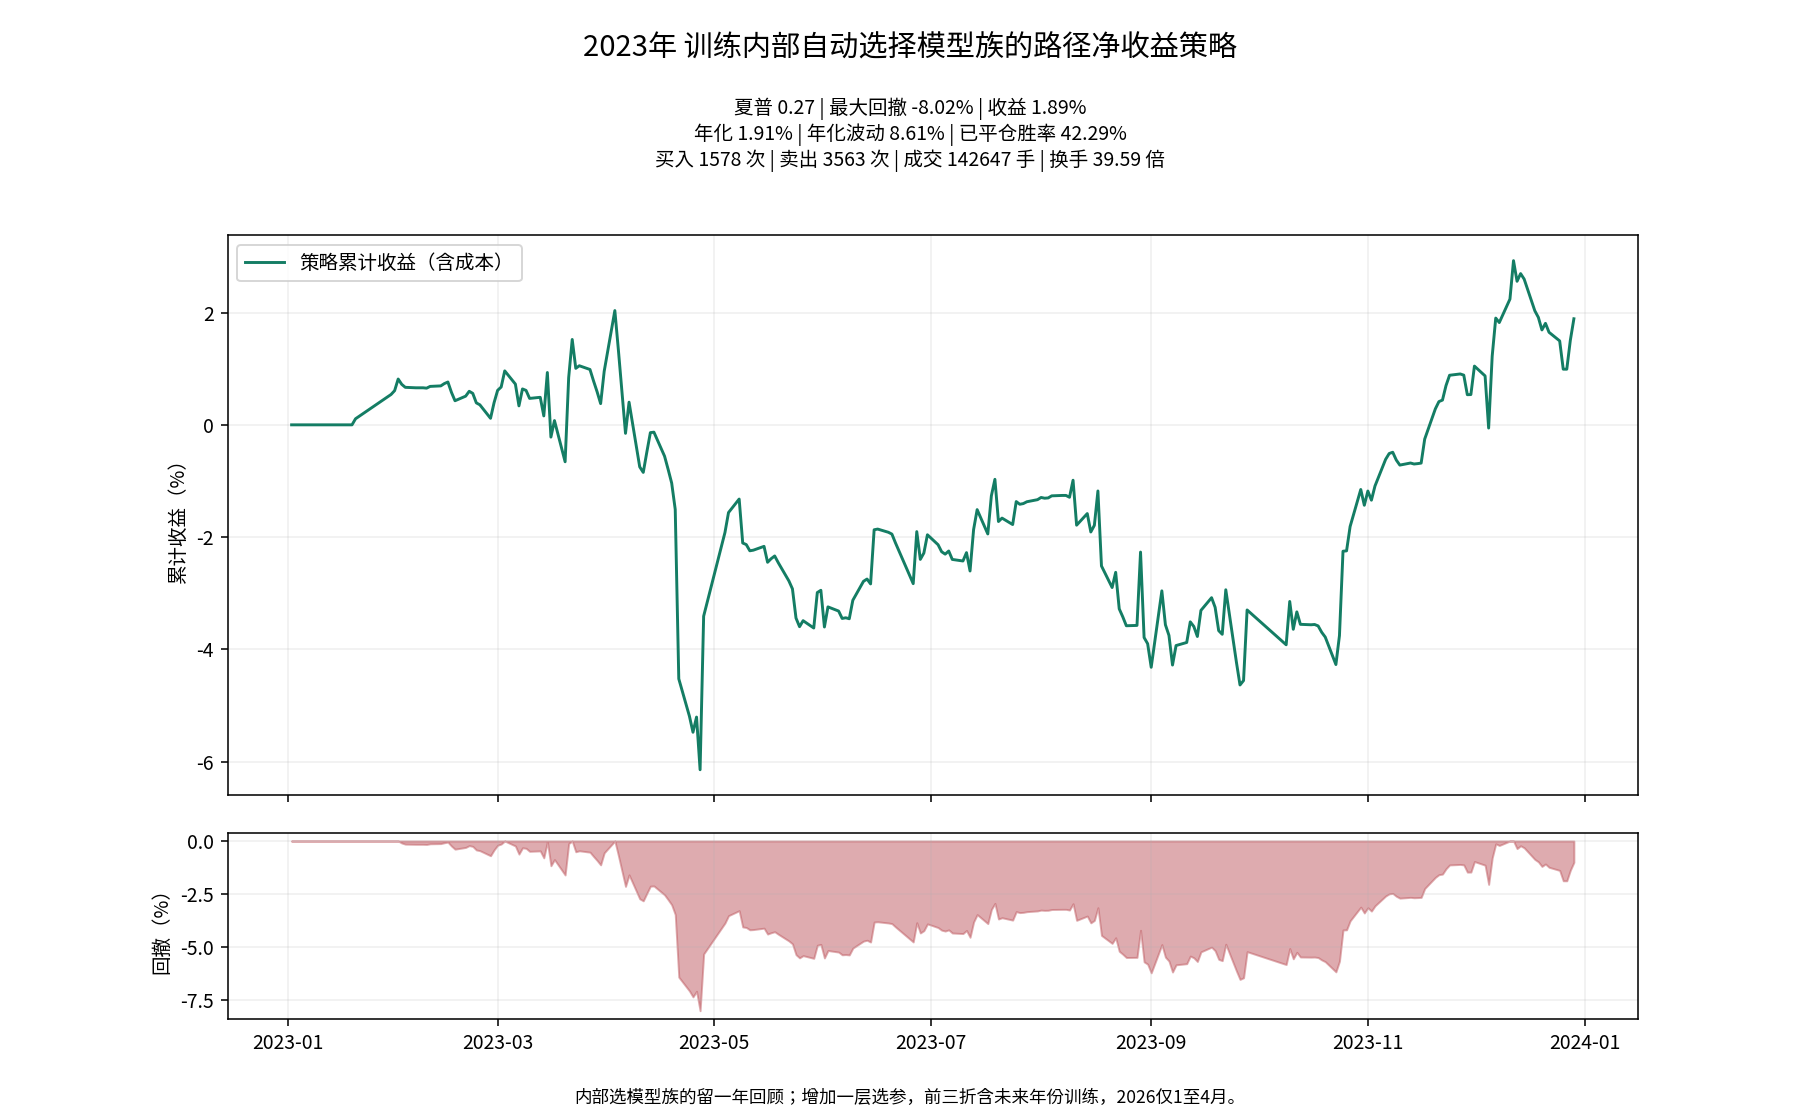 2023年 训练内部自动选择模型族的路径净收益策略
夏普 0.27 | 最大回撤 -8.02% | 收益 1.89%
年化 1.91% | 年化波动 8.61% | 已平仓胜率 42.29%
买入 1578 次 | 卖出 3563 次 | 成交 142647 手 | 换手 39.59 倍
策略累计收益（含成本）
累计收益（%）
2
0
-2
-4
-6
回撤（%）
0.0
-2.5
-5.0
-7.5
2023-01
2023-03
2023-05
2023-07
2023-09
2023-11
2024-01
内部选模型族的留一年回顾；增加一层选参，前三折含未来年份训练，2026仅1至4月。